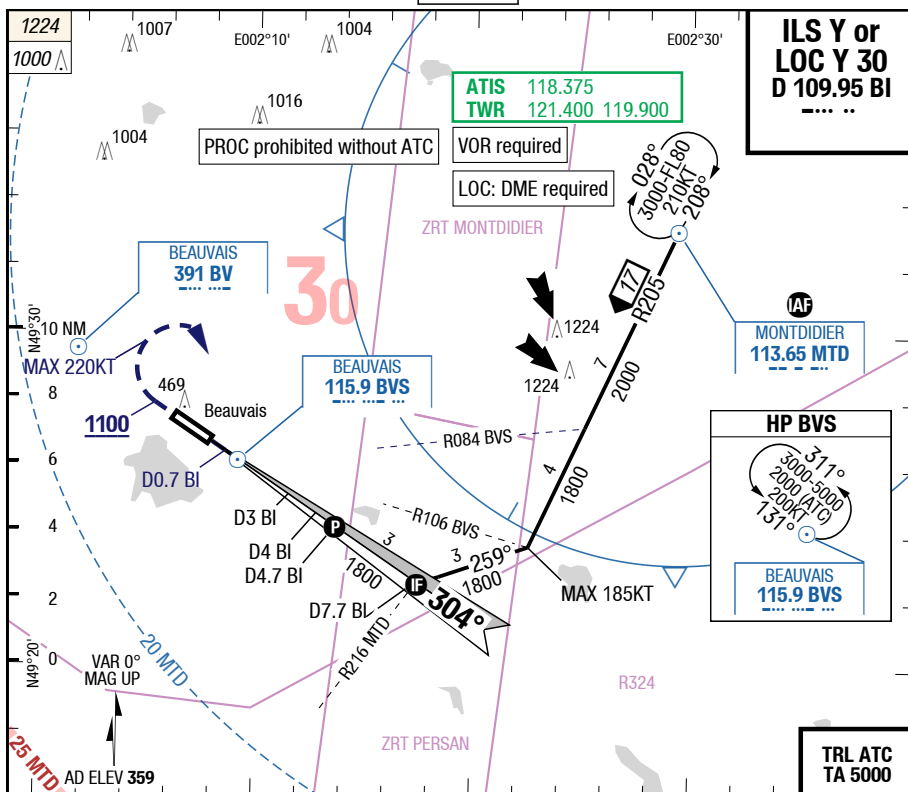 1224
1000
1007
E002°10'
1004
E002°30'
ILS Y or
LOC Y 30
D 109.95 BI
ATIS 118.375
TWR 121.400 119.900
1016
1004
PROC prohibited without ATC
VOR required
LOC: DME required
028°
3000-FL80
210KT
208°
ZRT MONTDIDIER
BEAUVAIS
391 BV
30
17
R205
IAF
MONTDIDIER
113.65 MTD
N49°30'
10 NM
MAX 220KT
1224
1224
7
2000
BEAUVAIS
115.9 BVS
8
469
Beauvais
1100
R084 BVS
HP BVS
311°
3000-5000
2000 (ATC)
200KT
131°
BEAUVAIS
115.9 BVS
6
D0.7 BI
4
1800
D3 BI
R106 BVS
4
P
D4 BI
3
D4.7 BI
1800
3
259°
1800
MAX 185KT
2
D7.7 BI
IF
304°
R216 MTD
N49°20'
0
VAR 0°
MAG UP
20 MTD
R324
ZRT PERSAN
25 MTD
AD ELEV 359
TRL ATC
TA 5000